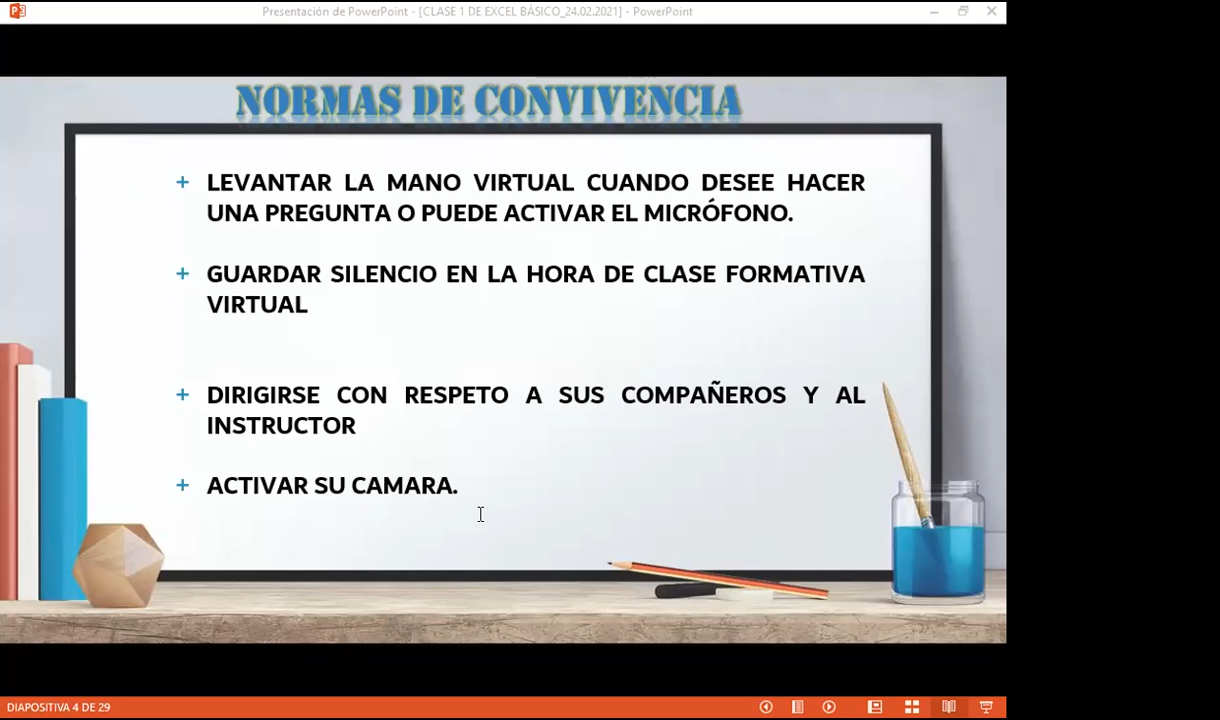 Presentación de PowerPoint - [CLASE 1 DE EXCEL BÁSICO_24.02.2021] - PowerPoint
NORMAS DE CONVIVENCIA
+ LEVANTAR LA MANO VIRTUAL CUANDO DESEE HACER
UNA PREGUNTA O PUEDE ACTIVAR EL MICRÓFONO.
+ GUARDAR SILENCIO EN LA HORA DE CLASE FORMATIVA
VIRTUAL
+ DIRIGIRSE CON RESPETO A SUS COMPAÑEROS Y AL
INSTRUCTOR
+ ACTIVAR SU CAMARA.
DIAPOSITIVA 4 DE 29